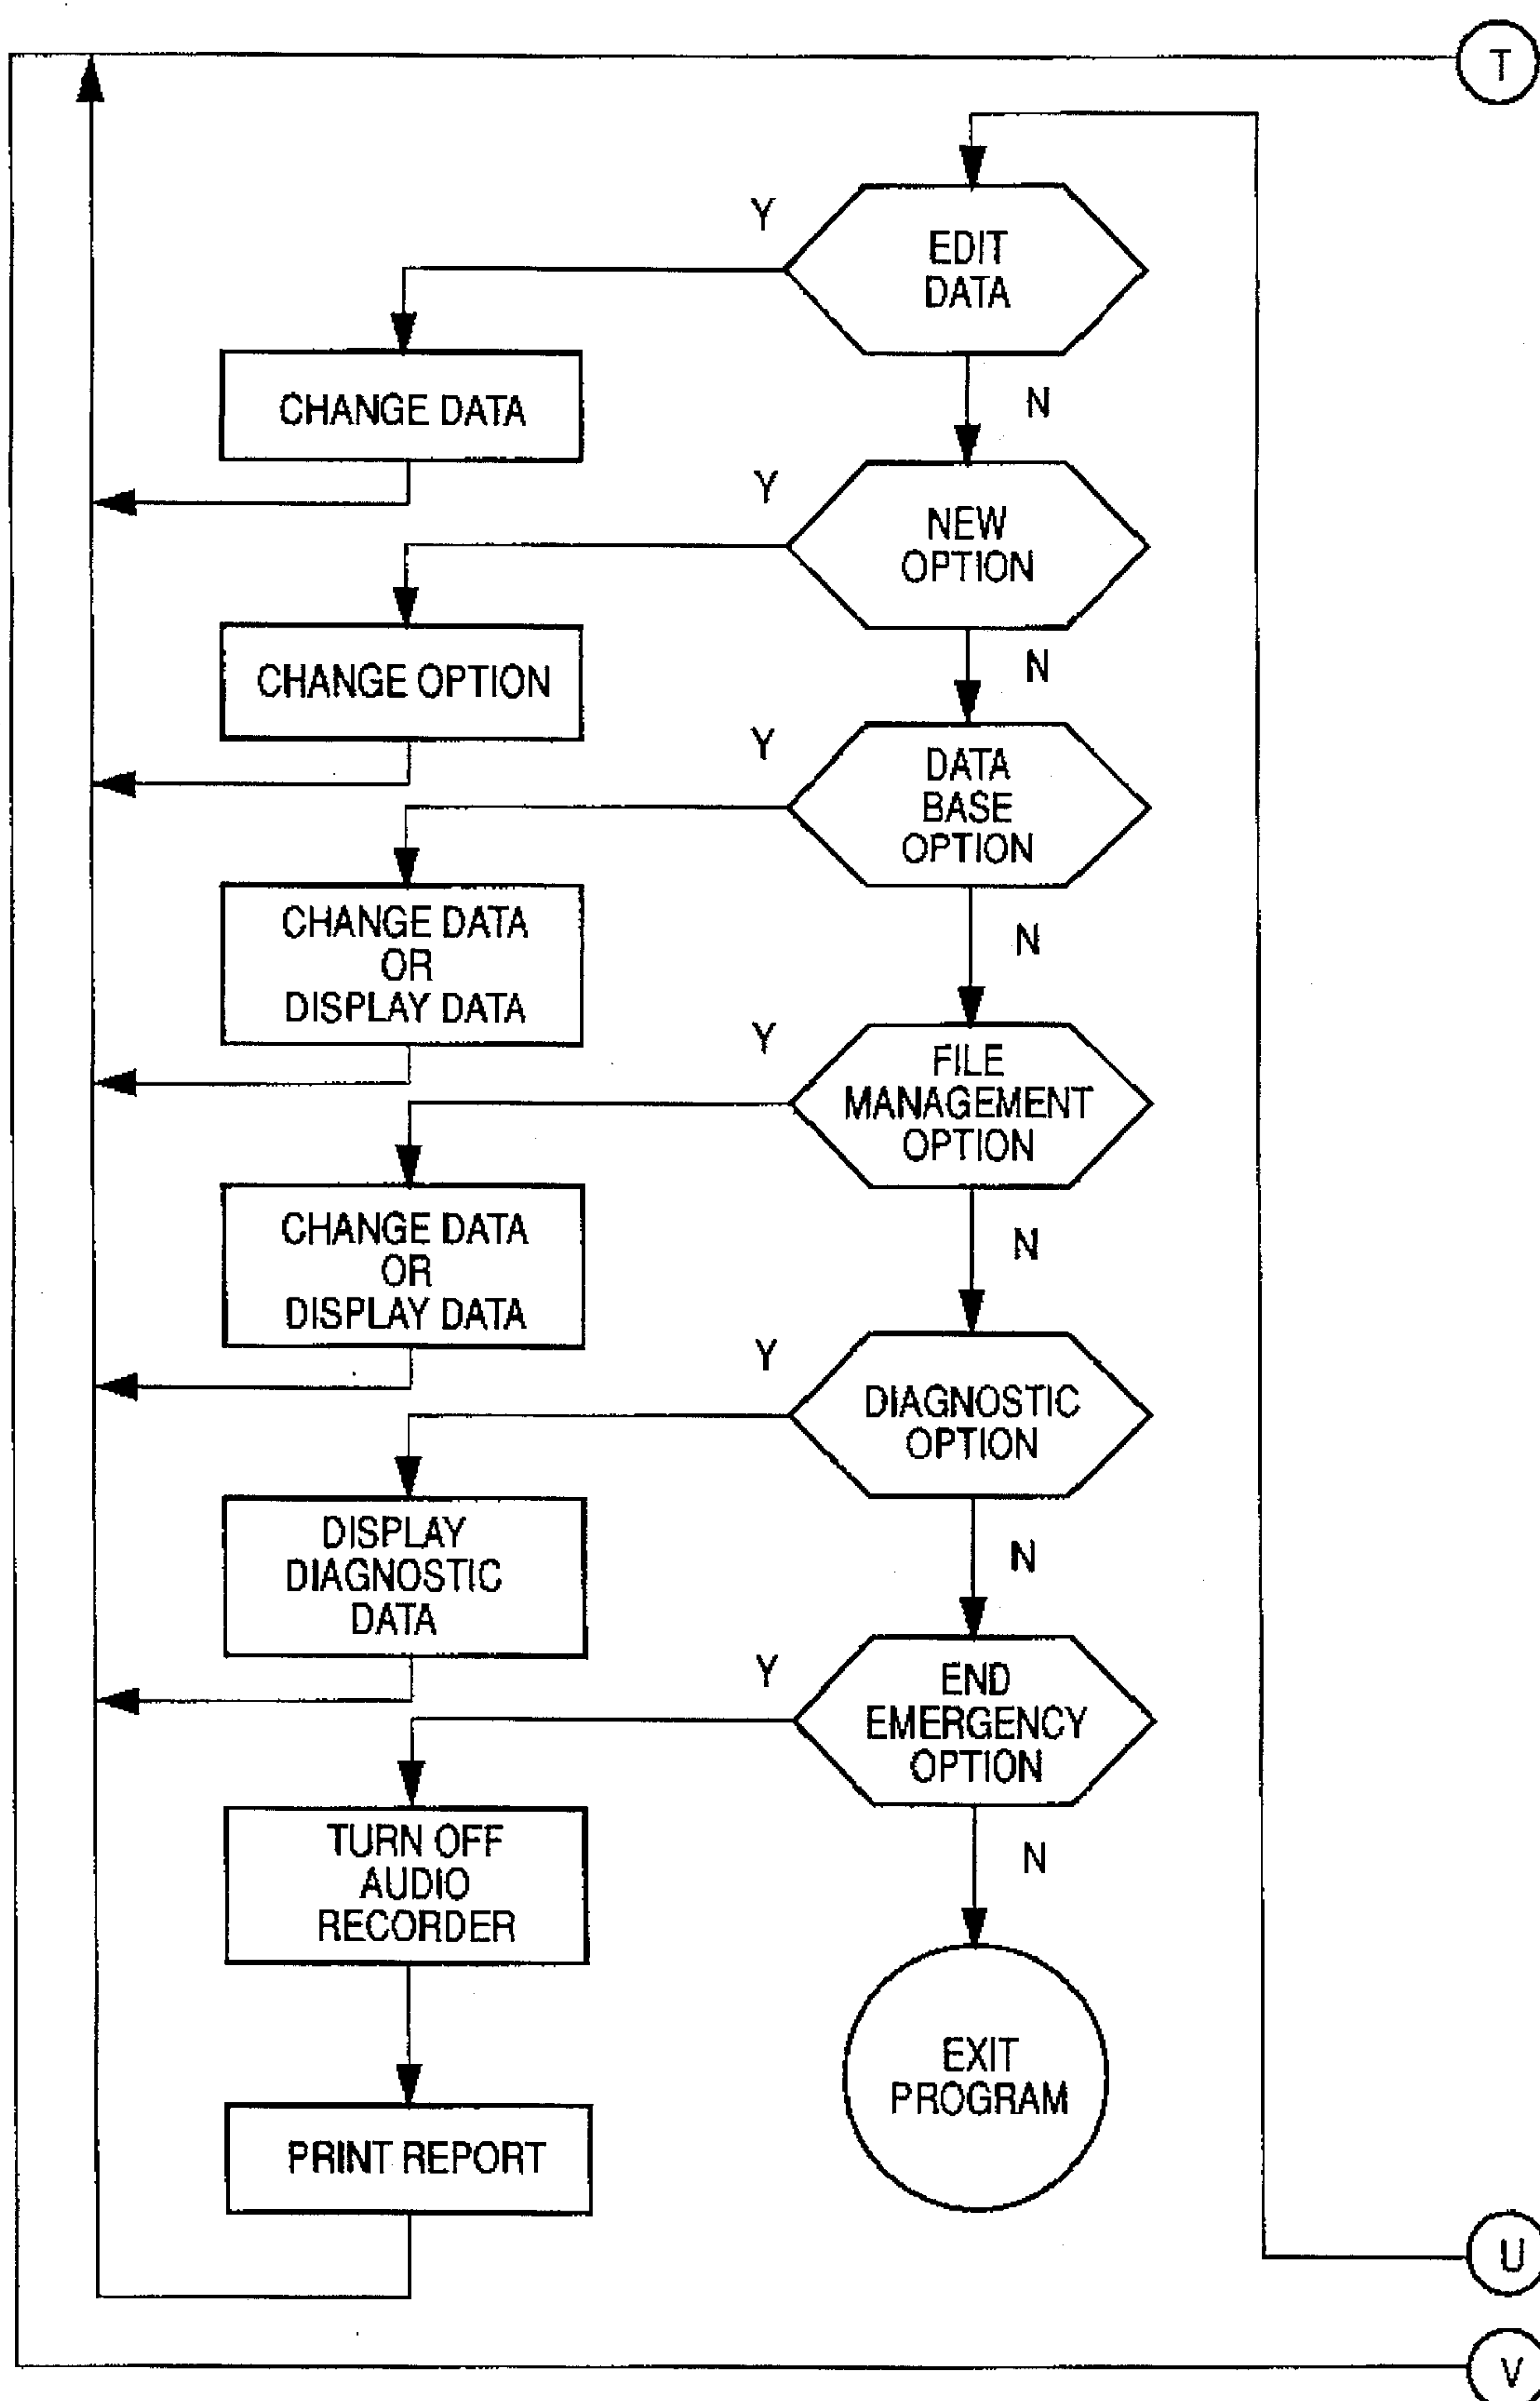 T
Y
EDIT
DATA
CHANGE DATA
N
Y
NEW
OPTION
CHANGE OPTION
N
Y
DATA
BASE
OPTION
CHANGE DATA
OR
DISPLAY DATA
N
Y
FILE
MANAGEMENT
OPTION
CHANGE DATA
OR
DISPLAY DATA
N
Y
DIAGNOSTIC
OPTION
DISPLAY
DIAGNOSTIC
DATA
N
Y
END
EMERGENCY
OPTION
TURN OFF
AUDIO
RECORDER
N
EXIT
PROGRAM
PRINT REPORT
U
V